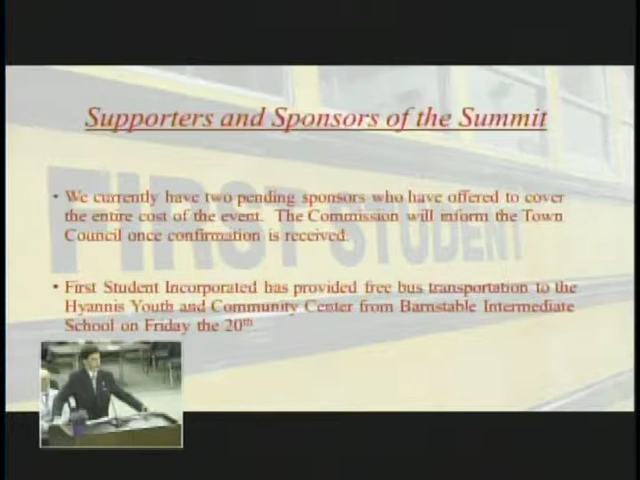 Supporters and Sponsors of the Summit
FIRST STUDENT
• We currently have two pending sponsors who have offered to cover
the entire cost of the event. The Commission will inform the Town
Council once confirmation is received.
• First Student Incorporated has provided free bus transportation to the
Hyannis Youth and Community Center from Barnstable Intermediate
School on Friday the 20th